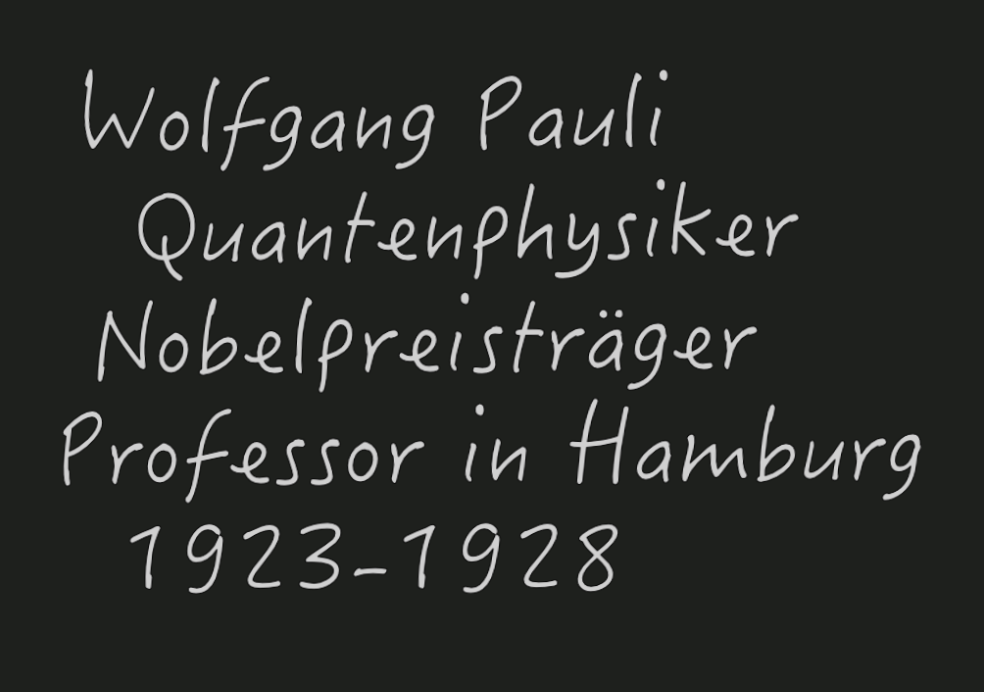 Wolfgang Pauli
Quantenphysiker
Nobelpreisträger
Professor in Hamburg
1923-1928